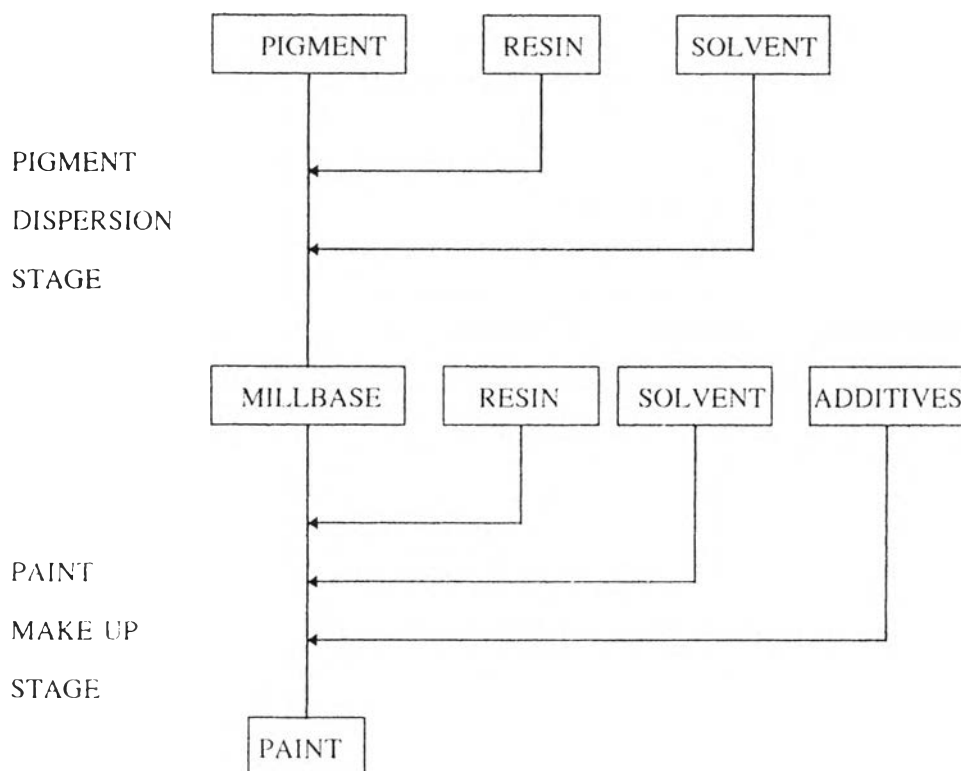 PIGMENT RESIN SOLVENT
PIGMENT
DISPERSION
STAGE
MILLBASE RESIN SOLVENT ADDITIVES
PAINT
MAKE UP
STAGE
PAINT